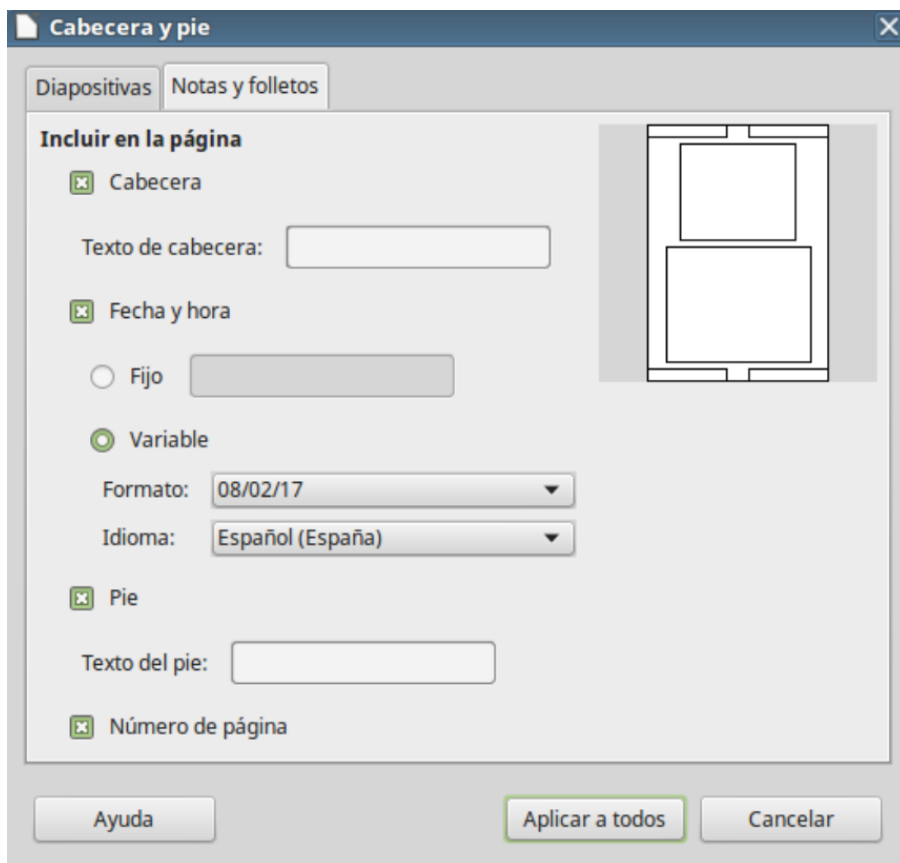 Cabecera y pie
Diapositivas Notas y folletos
Incluir en la página
Cabecera
Texto de cabecera:
Fecha y hora
Fijo
Variable
Formato: 08/02/17
Idioma: Español (España)
Pie
Texto del pie:
Número de página
Ayuda Aplicar a todos Cancelar